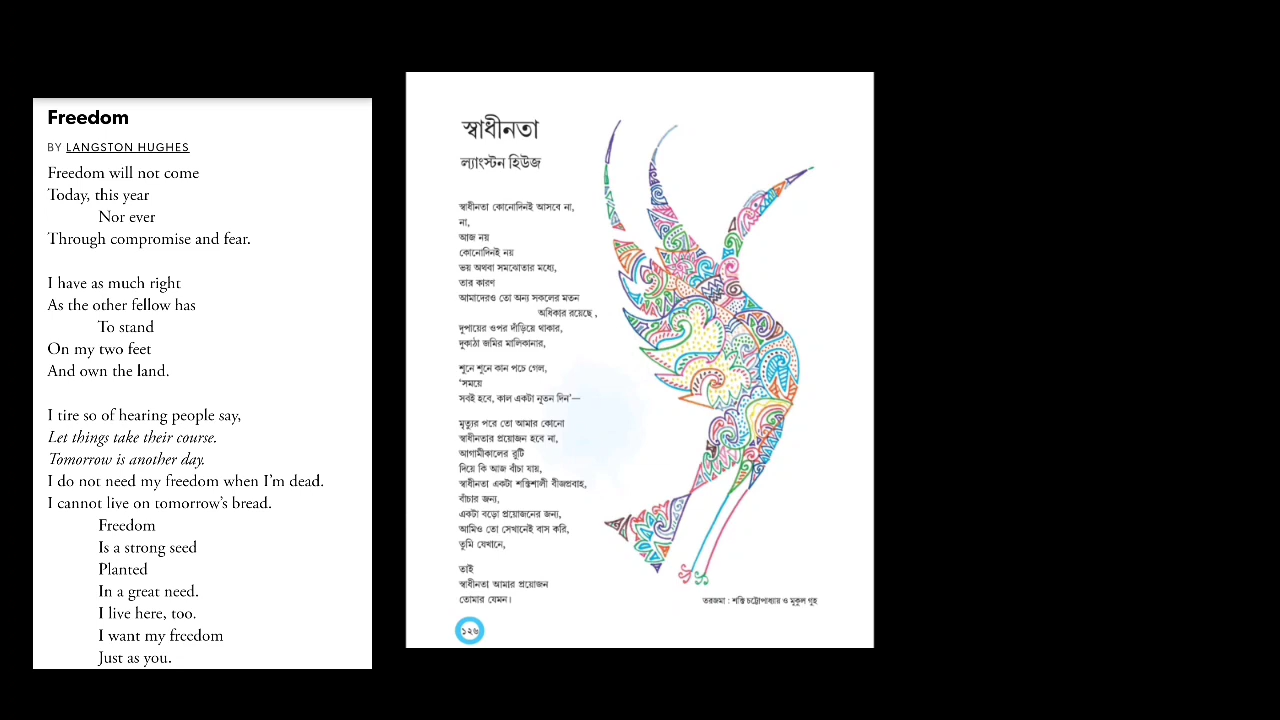 Freedom
BY LANGSTON HUGHES
Freedom will not come
Today, this year
Nor ever
Through compromise and fear.
I have as much right
As the other fellow has
To stand
On my two feet
And own the land.
I tire so of hearing people say,
Let things take their course.
Tomorrow is another day.
I do not need my freedom when I’m dead.
I cannot live on tomorrow’s bread.
Freedom
Is a strong seed
Planted
In a great need.
I live here, too.
I want my freedom
Just as you.
স্বাধীনতা
ল্যাংস্টন হিউজ
স্বাধীনতা কোনোদিনই আসবে না,
না,
আজ নয়
কোনোদিনই নয়
ভয় অথবা সমঝোতার মধ্যে,
তার কারণ
আমাদেরও তো অন্য সকলের মতন
অধিকার রয়েছে,
দুপায়ের ওপর দাঁড়িয়ে থাকার,
দুকাঠা জমির মালিকানার,
শুনে শুনে কান পচে গেল,
‘সময়ে
সবই হবে, কাল একটা নূতন দিন’—
মৃত্যুর পরে তো আমার কোনো
স্বাধীনতার প্রয়োজন হবে না,
আগামীকালের রুটি
দিয়ে কি আজ বাঁচা যায়,
স্বাধীনতা একটা শক্তিশালী বীজপ্রবাহ,
বাঁচার জন্য,
একটা বড়ো প্রয়োজনের জন্য,
আমিও তো সেখানেই বাস করি,
তুমি যেখানে,
তাই
স্বাধীনতা আমার প্রয়োজন
তোমার যেমন।
তরজমা : শক্তি চট্টোপাধ্যায় ও মুকুল গুহ
১২৬